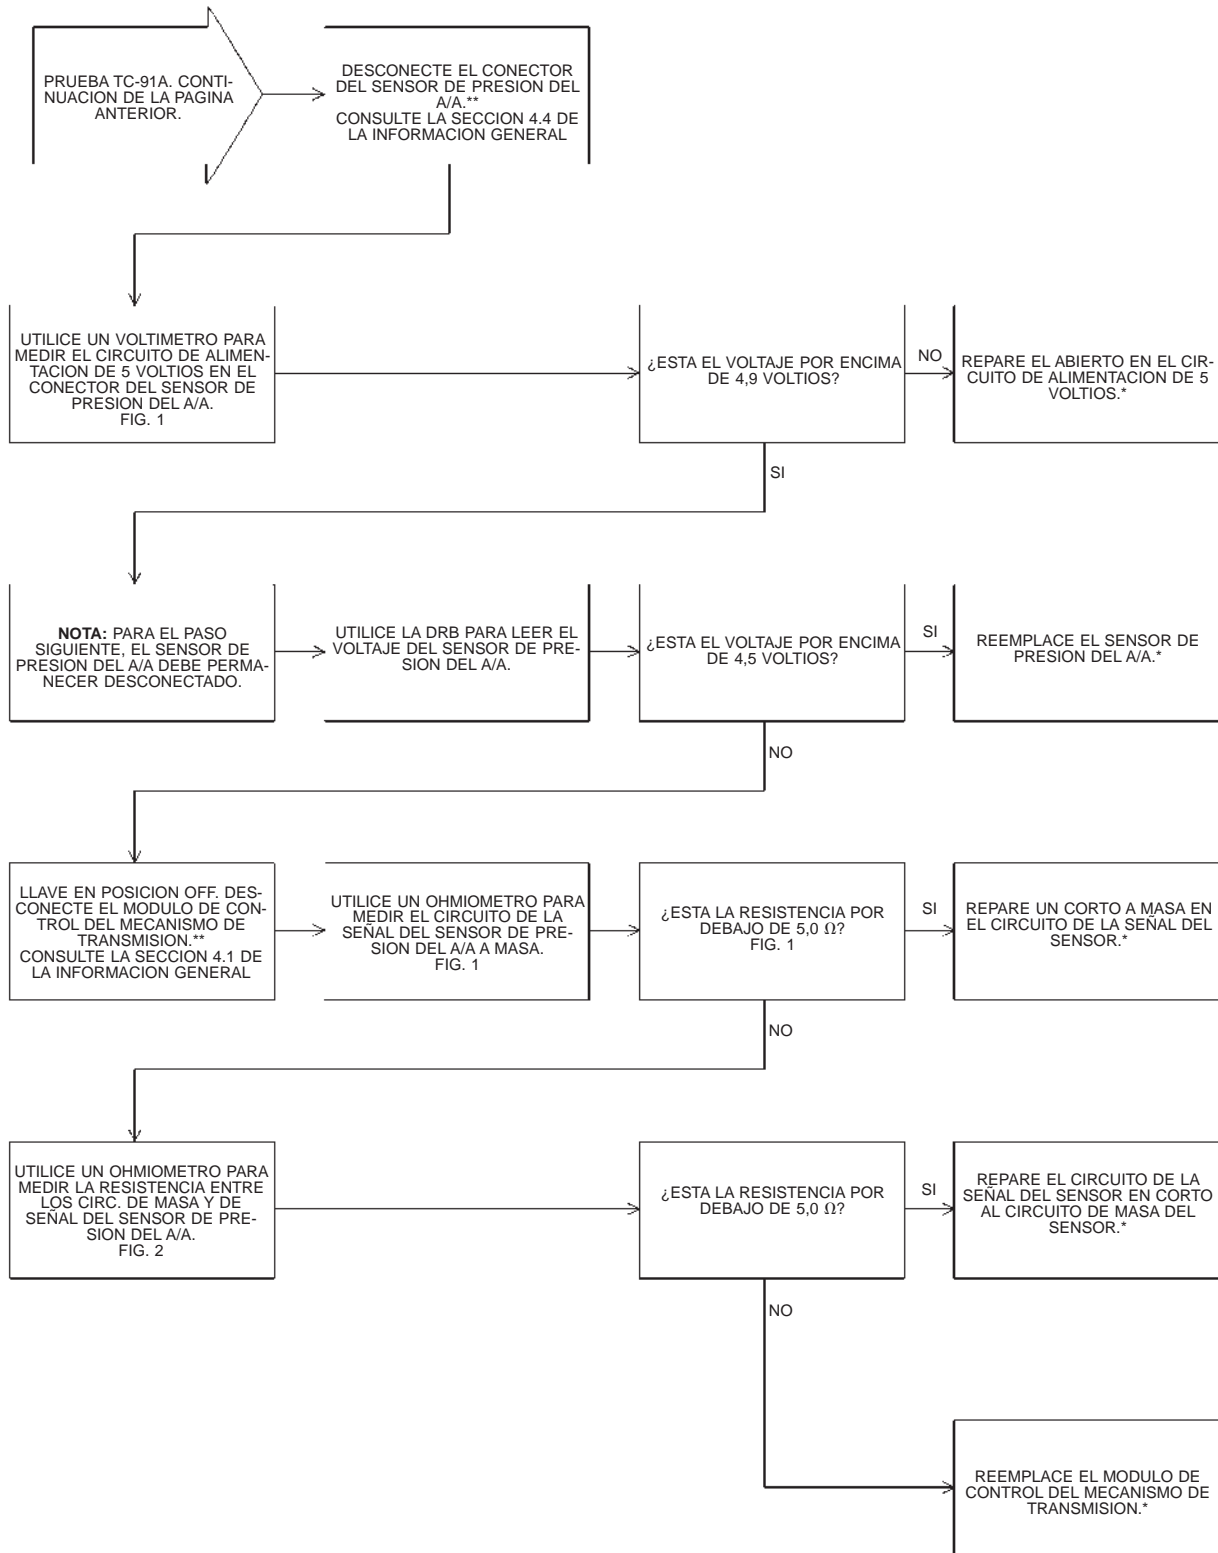 PRUEBA TC-91A. CONTI-
NUACION DE LA PAGINA
ANTERIOR.
DESCONECTE EL CONECTOR
DEL SENSOR DE PRESION DEL
A/A.**
CONSULTE LA SECCION 4.4 DE
LA INFORMACION GENERAL
UTILICE UN VOLTIMETRO PARA
MEDIR EL CIRCUITO DE ALIMEN-
TACION DE 5 VOLTIOS EN EL
CONECTOR DEL SENSOR DE
PRESION DEL A/A.
FIG. 1
¿ESTA EL VOLTAJE POR ENCIMA
DE 4,9 VOLTIOS?
NO
REPARE EL ABIERTO EN EL CIR-
CUITO DE ALIMENTACION DE 5
VOLTIOS.*
SI
NOTA: PARA EL PASO
SIGUIENTE, EL SENSOR DE
PRESION DEL A/A DEBE PERMA-
NECER DESCONECTADO.
UTILICE LA DRB PARA LEER EL
VOLTAJE DEL SENSOR DE PRE-
SION DEL A/A.
¿ESTA EL VOLTAJE POR ENCIMA
DE 4,5 VOLTIOS?
SI
REEMPLACE EL SENSOR DE
PRESION DEL A/A.*
NO
LLAVE EN POSICION OFF. DES-
CONECTE EL MODULO DE CON-
TROL DEL MECANISMO DE
TRANSMISION.**
CONSULTE LA SECCION 4.1 DE
LA INFORMACION GENERAL
UTILICE UN OHMIOMETRO PARA
MEDIR EL CIRCUITO DE LA
SEÑAL DEL SENSOR DE PRE-
SION DEL A/A A MASA.
FIG. 1
¿ESTA LA RESISTENCIA POR
DEBAJO DE 5,0 Ω?
FIG. 1
SI
REPARE UN CORTO A MASA EN
EL CIRCUITO DE LA SEÑAL DEL
SENSOR.*
NO
UTILICE UN OHMIOMETRO PARA
MEDIR LA RESISTENCIA ENTRE
LOS CIRC. DE MASA Y DE
SEÑAL DEL SENSOR DE PRE-
SION DEL A/A.
FIG. 2
¿ESTA LA RESISTENCIA POR
DEBAJO DE 5,0 Ω?
SI
REPARE EL CIRCUITO DE LA
SEÑAL DEL SENSOR EN CORTO
AL CIRCUITO DE MASA DEL
SENSOR.*
NO
REEMPLACE EL MODULO DE
CONTROL DEL MECANISMO DE
TRANSMISION.*